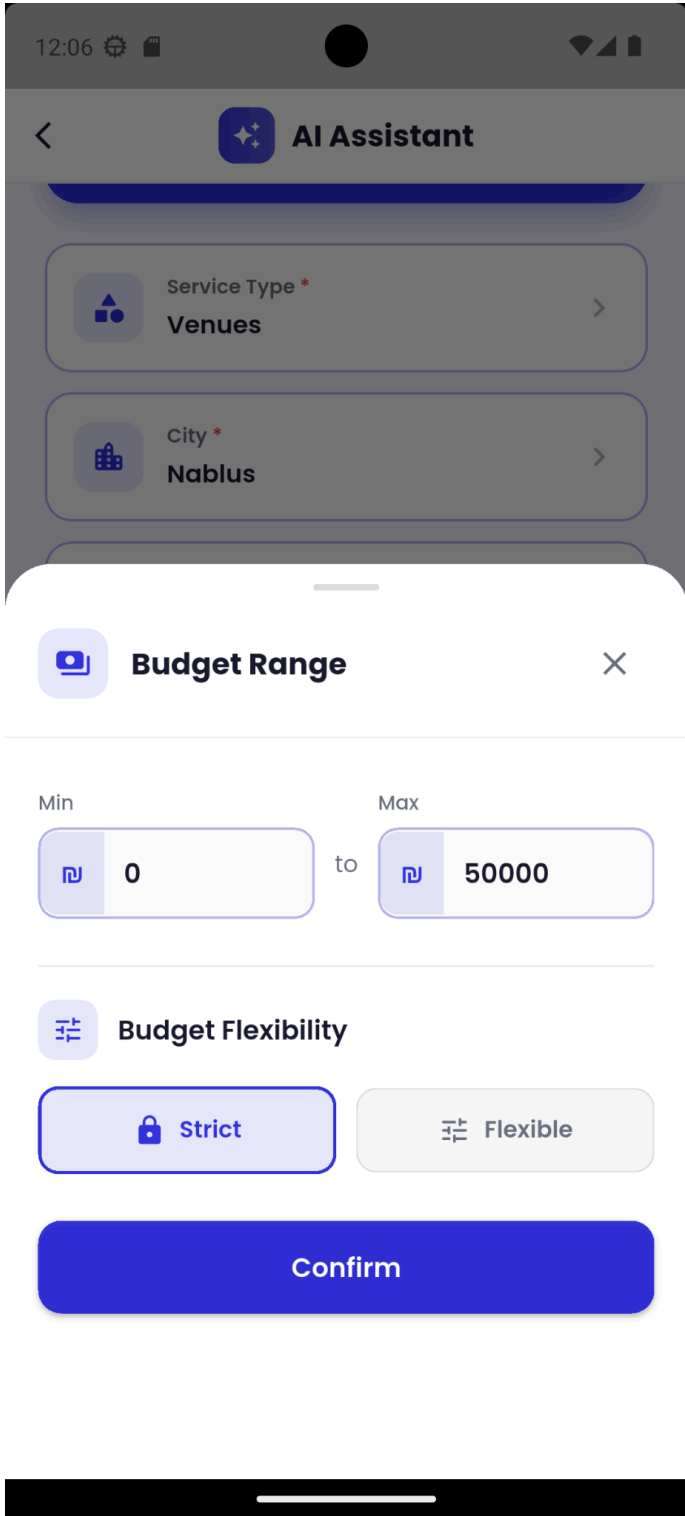 12:06
AI Assistant
Service Type *
Venues
City *
Nablus
Budget Range
Min
Max
₪ 0 to ₪ 50000
Budget Flexibility
Strict
Flexible
Confirm